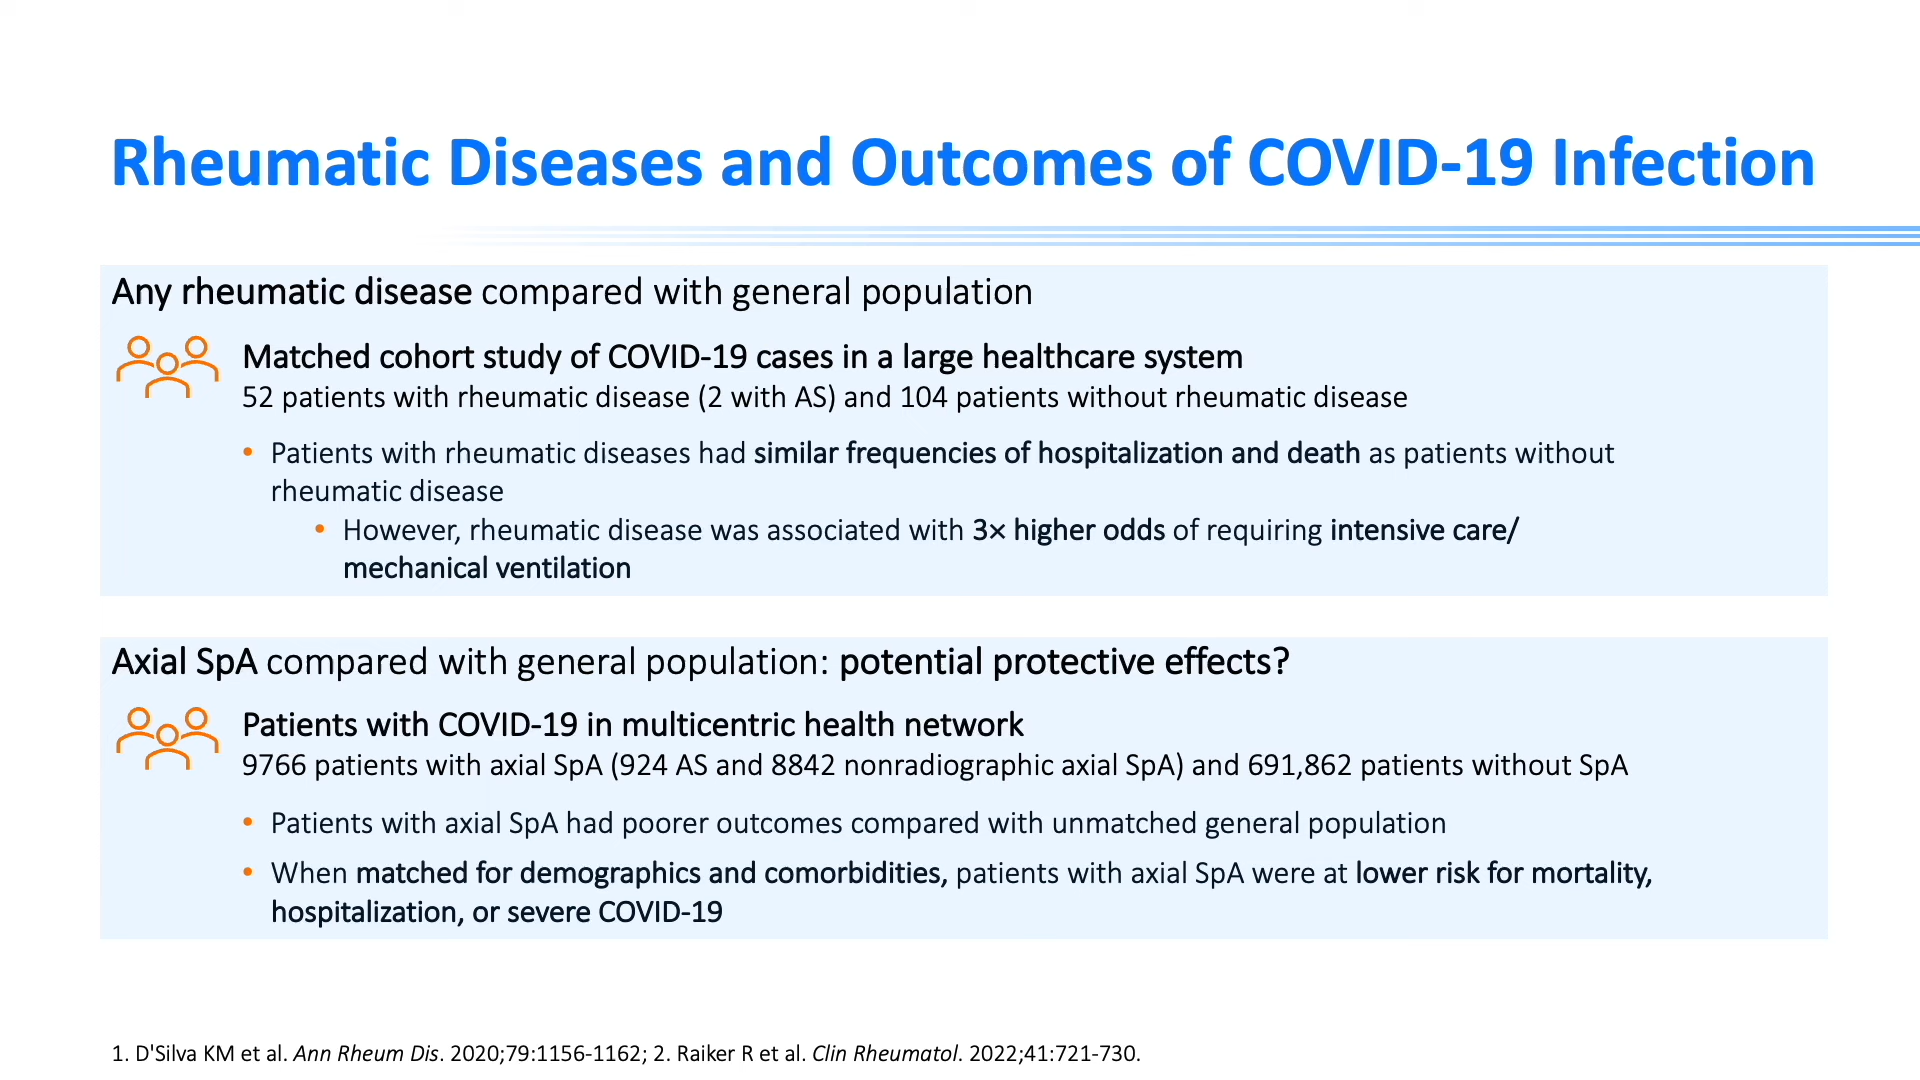 Rheumatic Diseases and Outcomes of COVID-19 Infection
Any rheumatic disease compared with general population
Matched cohort study of COVID-19 cases in a large healthcare system
52 patients with rheumatic disease (2 with AS) and 104 patients without rheumatic disease
• Patients with rheumatic diseases had similar frequencies of hospitalization and death as patients without
rheumatic disease
• However, rheumatic disease was associated with 3× higher odds of requiring intensive care/
mechanical ventilation
Axial SpA compared with general population: potential protective effects?
Patients with COVID-19 in multicentric health network
9766 patients with axial SpA (924 AS and 8842 nonradiographic axial SpA) and 691,862 patients without SpA
• Patients with axial SpA had poorer outcomes compared with unmatched general population
• When matched for demographics and comorbidities, patients with axial SpA were at lower risk for mortality,
hospitalization, or severe COVID-19
1. D'Silva KM et al. Ann Rheum Dis. 2020;79:1156-1162; 2. Raiker R et al. Clin Rheumatol. 2022;41:721-730.